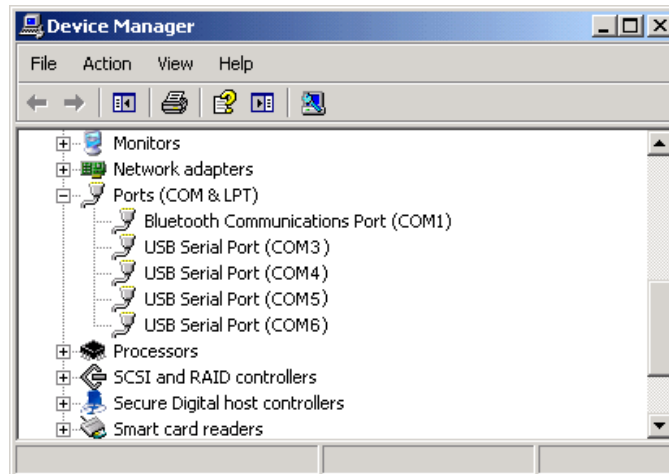 Device Manager
File Action View Help
Monitors
Network adapters
Ports (COM & LPT)
Bluetooth Communications Port (COM1)
USB Serial Port (COM3)
USB Serial Port (COM4)
USB Serial Port (COM5)
USB Serial Port (COM6)
Processors
SCSI and RAID controllers
Secure Digital host controllers
Smart card readers